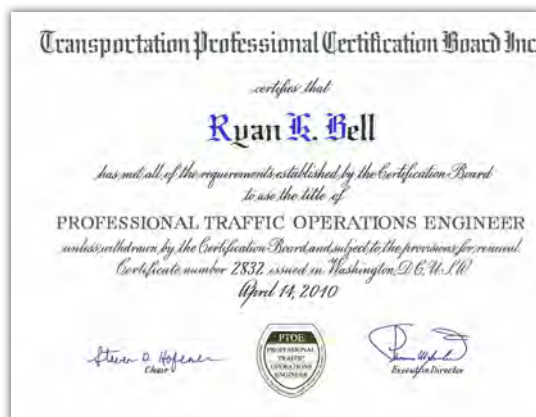 Transportation Professional Certification Board Inc
certifies that
Ryan K. Bell
has met all of the requirements established by the Certification Board
to use the title of
PROFESSIONAL TRAFFIC OPERATIONS ENGINEER
unless withdrawn by the Certification Board and subject to the provisions for renewal.
Certificate number 2832 issued in Washington, D.C. U.S.A.
April 14, 2010
PTOE
PROFESSIONAL
TRAFFIC
OPERATIONS
ENGINEER
Steven D. Hofener
Chair
Executive Director